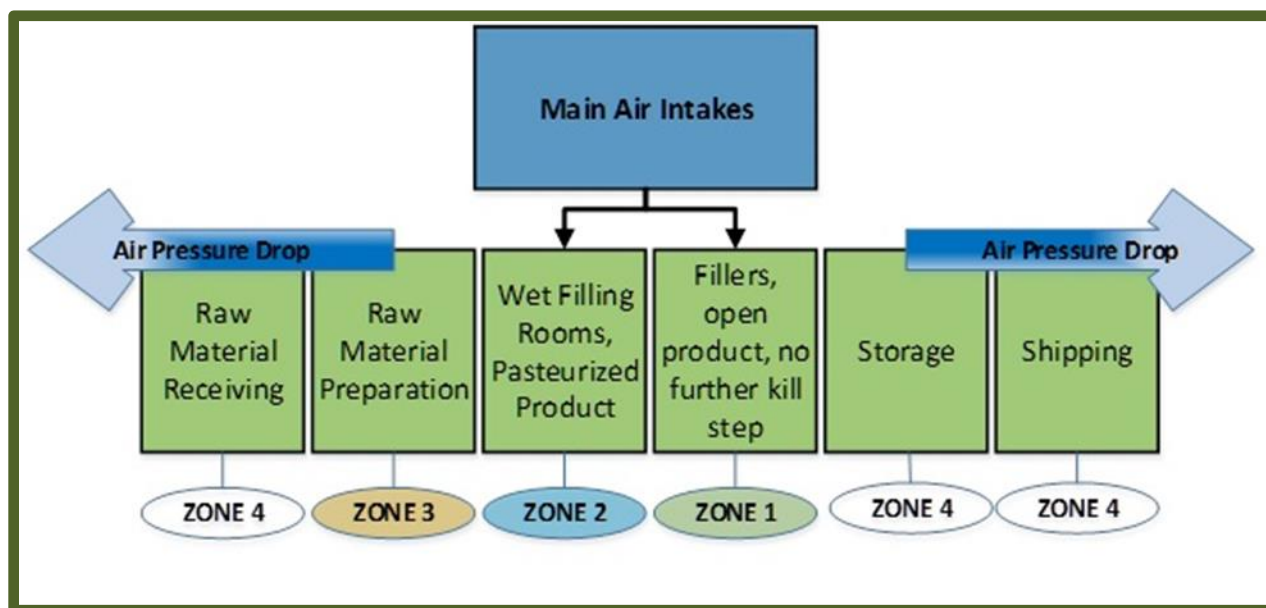 Main Air Intakes
Air Pressure Drop
Air Pressure Drop
Raw
Material
Receiving
Raw
Material
Preparation
Wet Filling
Rooms,
Pasteurized
Product
Fillers,
open
product, no
further kill
step
Storage
Shipping
ZONE 4
ZONE 3
ZONE 2
ZONE 1
ZONE 4
ZONE 4